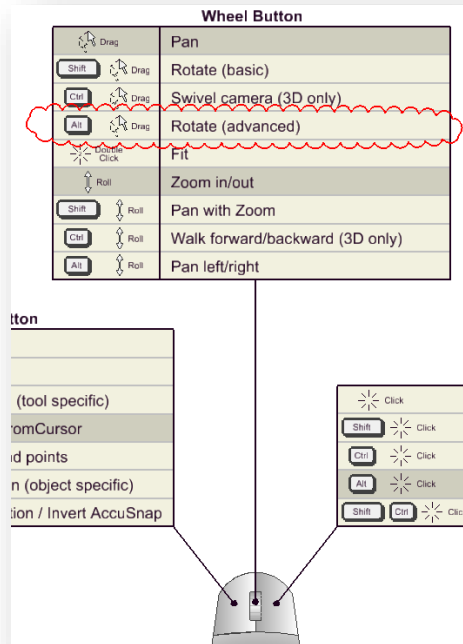 Wheel Button
Drag Pan
Shift Drag Rotate (basic)
Ctrl Drag Swivel camera (3D only)
Alt Drag Rotate (advanced)
Double Click Fit
Roll Zoom in/out
Shift Roll Pan with Zoom
Ctrl Roll Walk forward/backward (3D only)
Alt Roll Pan left/right
tton
(tool specific)
romCursor
nd points
n (object specific)
tion / Invert AccuSnap
Click
Shift Click
Ctrl Click
Alt Click
Shift Ctrl Clic